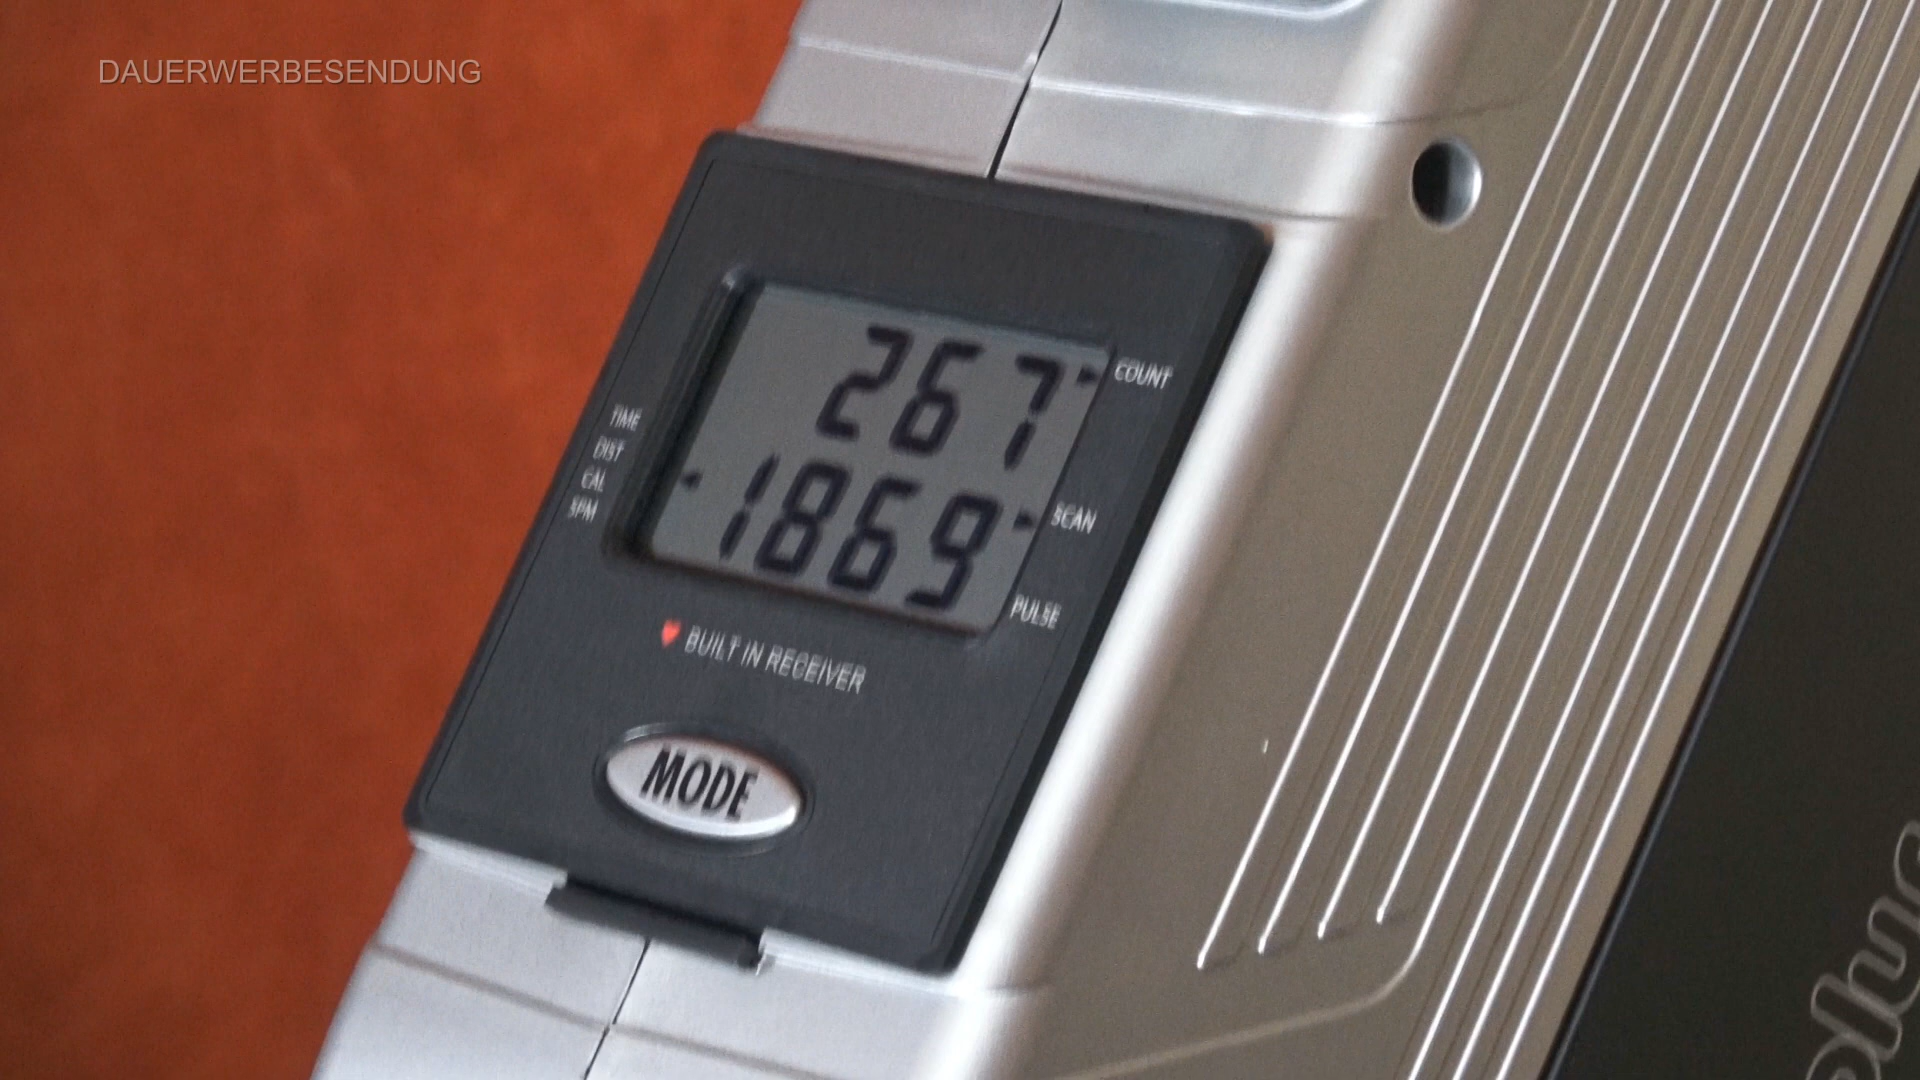 DAUERWERBESENDUNG
267
COUNT
TIME
DIST
CAL
SPM
1869
SCAN
PULSE
BUILT IN RECEIVER
MODE